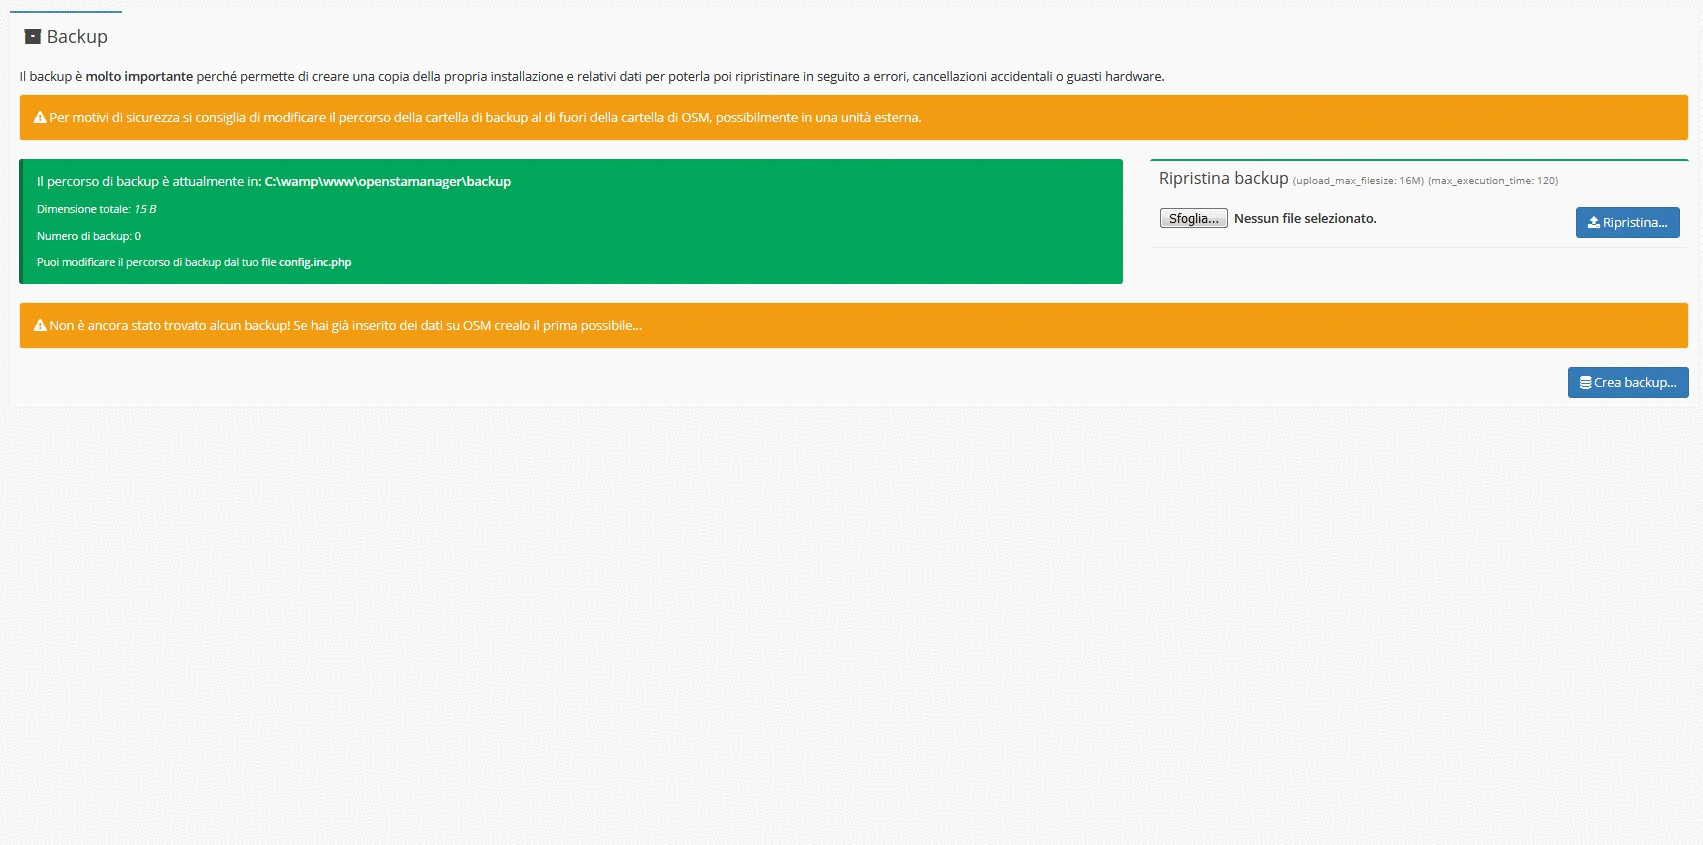 Backup
Il backup è molto importante perché permette di creare una copia della propria installazione e relativi dati per poterla poi ripristinare in seguito a errori, cancellazioni accidentali o guasti hardware.
Per motivi di sicurezza si consiglia di modificare il percorso della cartella di backup al di fuori della cartella di OSM, possibilmente in una unità esterna.
Il percorso di backup è attualmente in: C:\wamp\www\openstamanager\backup
Dimensione totale: 15 B
Numero di backup: 0
Puoi modificare il percorso di backup dal tuo file config.inc.php
Ripristina backup (upload_max_filesize: 16M) (max_execution_time: 120)
Sfoglia... Nessun file selezionato.
Ripristina...
Non è ancora stato trovato alcun backup! Se hai già inserito dei dati su OSM crealo il prima possibile...
Crea backup...